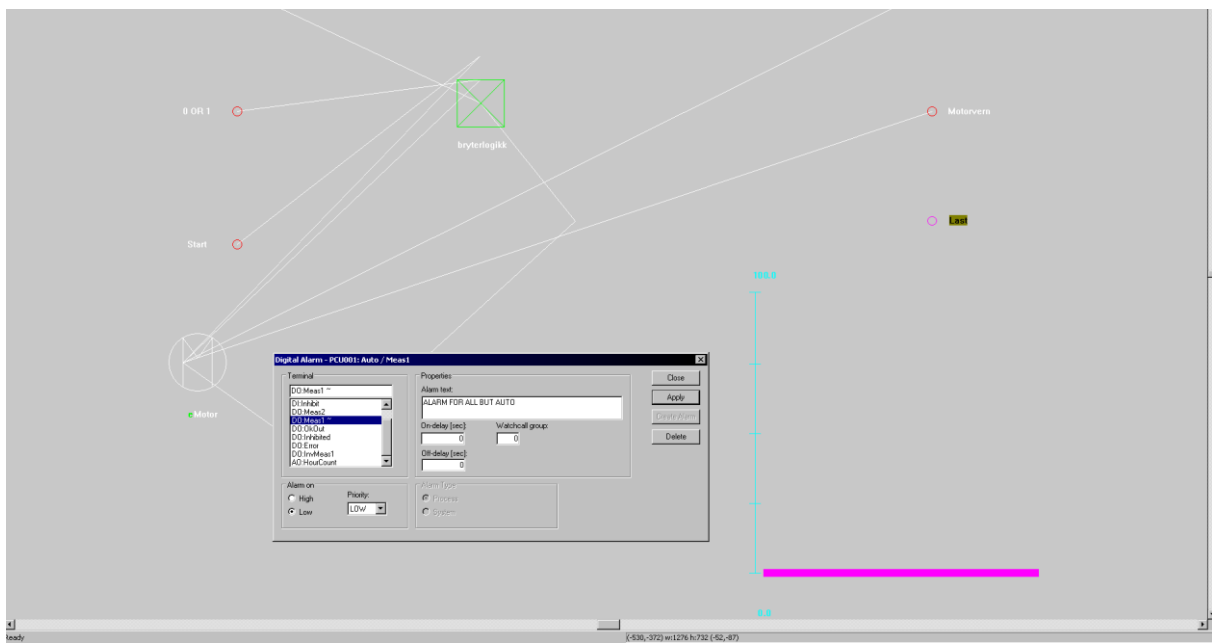 0 OR 1
bryterlogikk
Motorvern
Last
Start
100.0
eMotor
Digital Alarm - PCU001: Auto / Meas1
Terminal
DO:Meas1 ~
DI:Inhibit
DO:Meas2
DO:Meas1 ~
DO:OkOut
DO:Inhibited
DO:Error
DO:InvMeas1
AO:HourCount
Properties
Alarm text:
ALARM FOR ALL BUT AUTO
On-delay [sec]:
0
Watchcall group:
0
Off-delay [sec]:
0
Close
Apply
Create Alarm
Delete
Alarm on
High
Low
Priority:
LOW
Alarm Type
Process
System
0.0
Ready
(-530,-372) w:1276 h:732 (-52,-87)